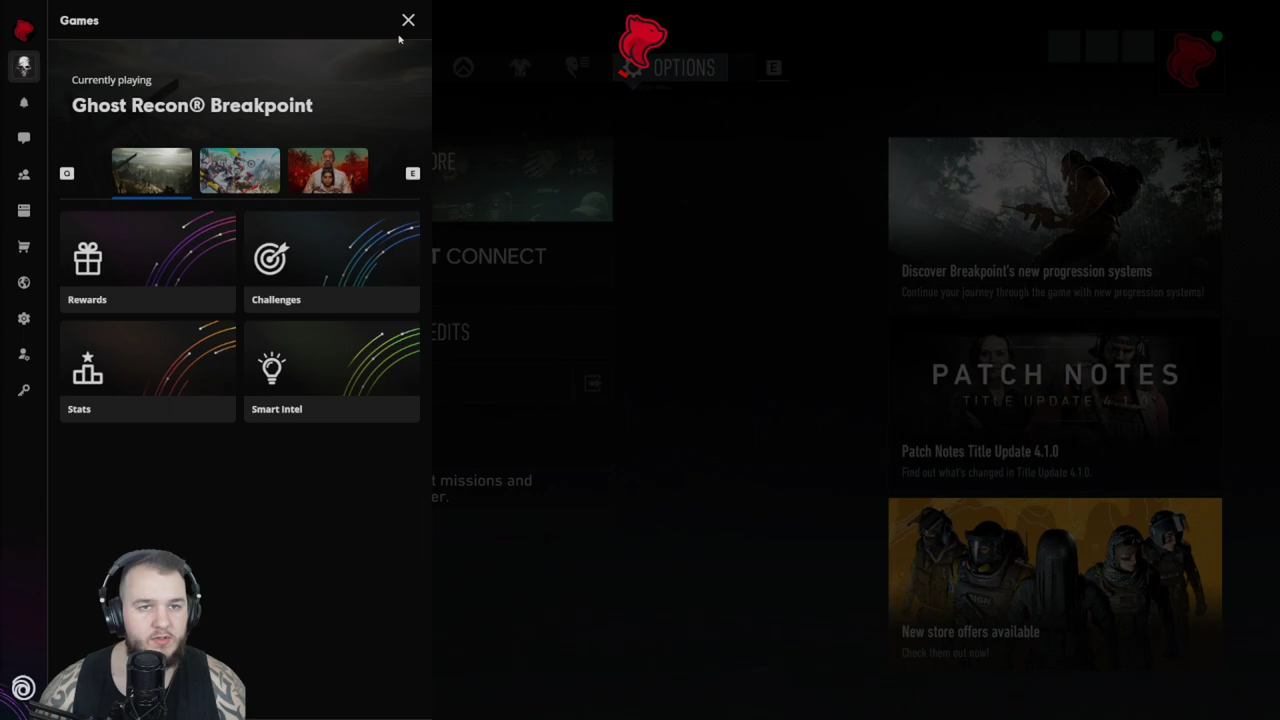 Games
Currently playing
Ghost Recon® Breakpoint
Q
E
Rewards
Challenges
Stats
Smart Intel
OPTIONS
E
ORE
T CONNECT
EDITS
t missions and
er.
Discover Breakpoint's new progression systems
Continue your journey through the game with new progression systems!
PATCH NOTES
TITLE UPDATE 4.1.0
Patch Notes Title Update 4.1.0
Find out what's changed in Title Update 4.1.0.
New store offers available
Check them out now!